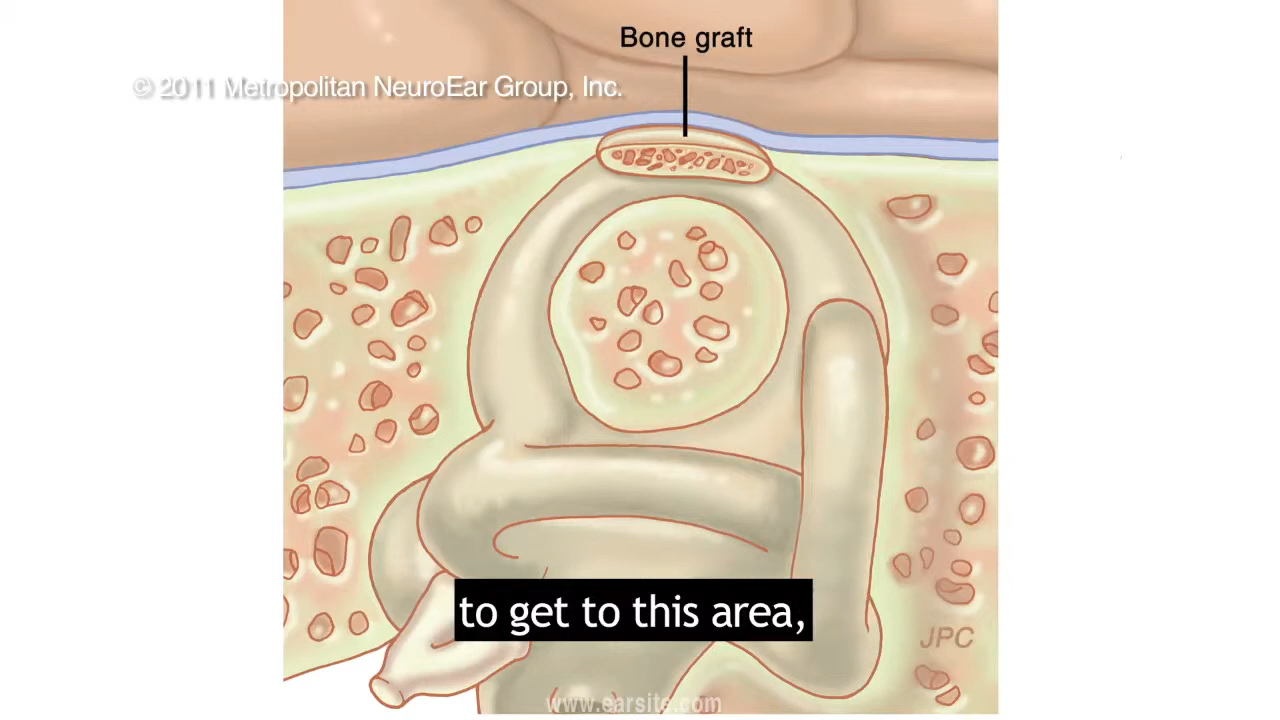 Bone graft
© 2011 Metropolitan NeuroEar Group, Inc.
to get to this area,
JPC
www.earsite.com